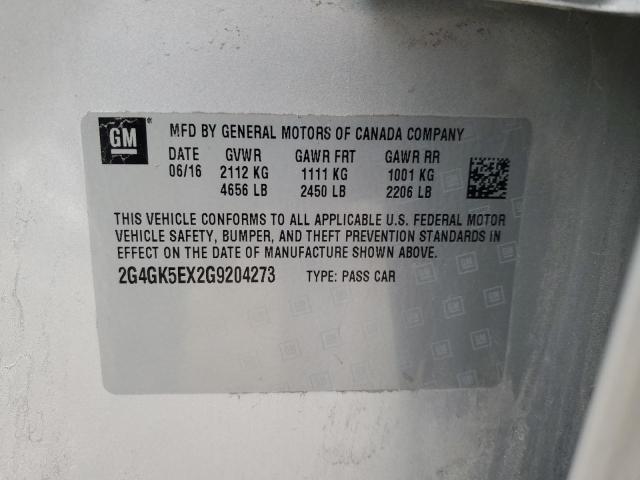 GM
MFD BY GENERAL MOTORS OF CANADA COMPANY
DATE GVWR GAWR FRT GAWR RR
06/16 2112 KG 1111 KG 1001 KG
4656 LB 2450 LB 2206 LB
THIS VEHICLE CONFORMS TO ALL APPLICABLE U.S. FEDERAL MOTOR
VEHICLE SAFETY, BUMPER, AND THEFT PREVENTION STANDARDS IN
EFFECT ON THE DATE OF MANUFACTURE SHOWN ABOVE.
2G4GK5EX2G9204273 TYPE: PASS CAR